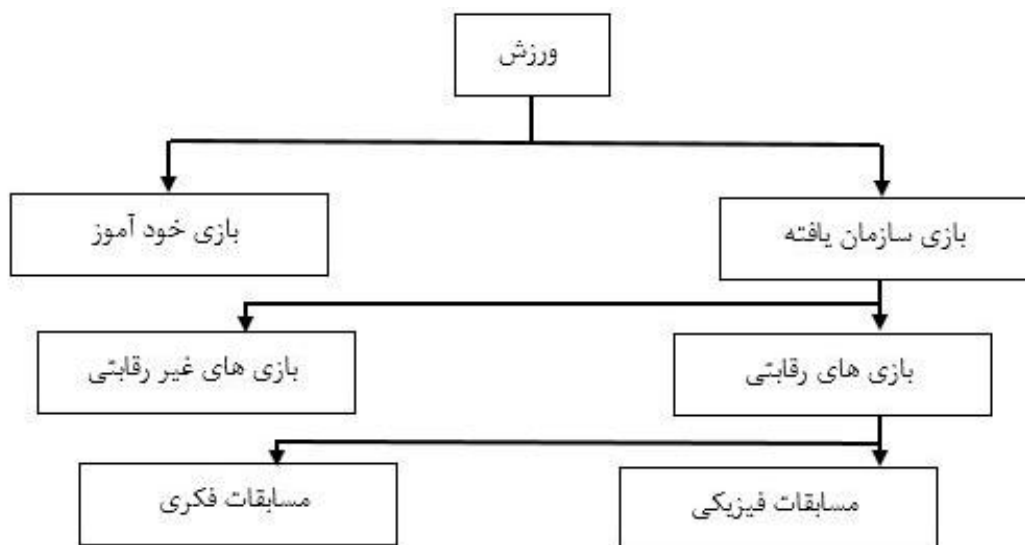 ورزش
بازی سازمان یافته
بازی خود آموز
بازی های رقابتی
بازی های غیر رقابتی
مسابقات فیزیکی
مسابقات فکری